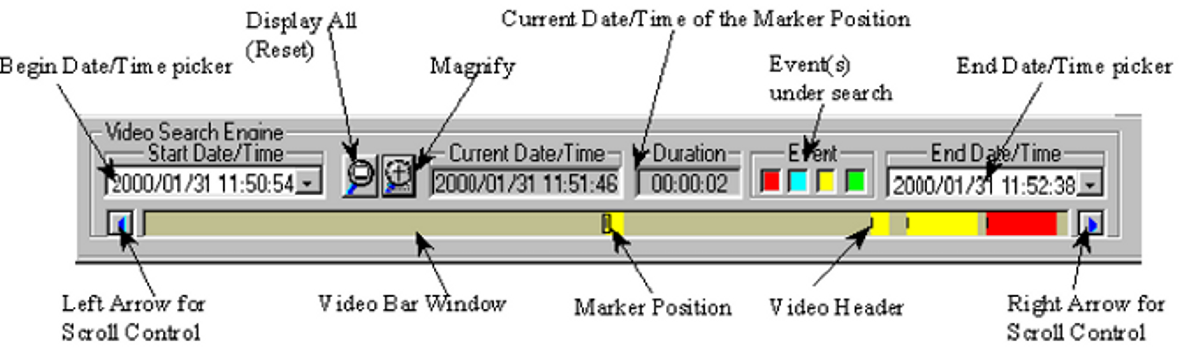 Display All
(Reset)
Current Date/Time of the Marker Position
Begin Date/Time picker
Magnify
Event(s)
under search
End Date/Time picker
Video Search Engine
Start Date/Time
Current Date/Time
Duration
Event
End Date/Time
2000/01/31 11:50:54
2000/01/31 11:51:46
00:00:02
2000/01/31 11:52:38
Left Arrow for
Scroll Control
Video Bar Window
Marker Position
Video Header
Right Arrow for
Scroll Control